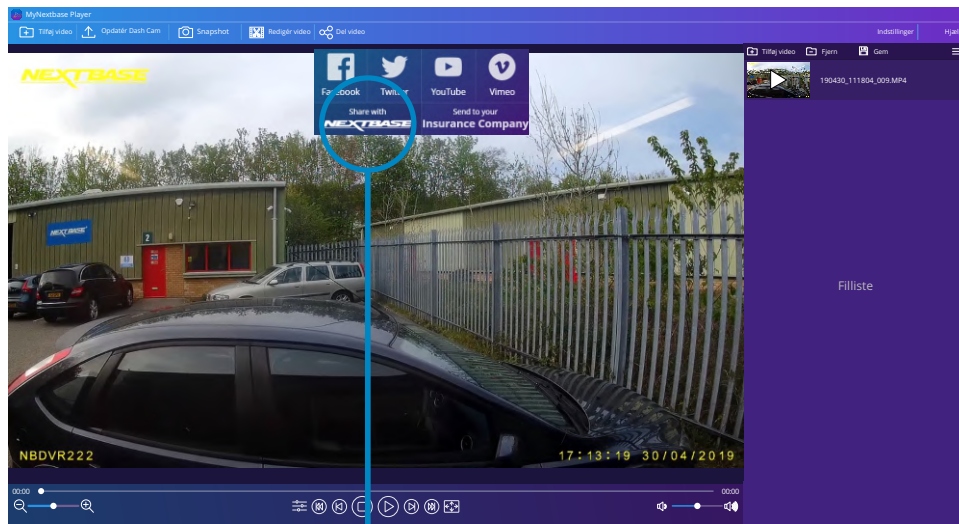 MyNextbase Player
Tilføj video
Opdatér Dash Cam
Snapshot
Redigér video
Del video
Indstillinger
Hjæl
Tilføj video
Fjern
Gem
190430_111804_009.MP4
Filliste
NEXTBASE
Facebook
Twitter
YouTube
Vimeo
Share with
NEXTBASE
Send to your
Insurance Company
NEXTBASE
2
NBDVR222
17:13:19 30/04/2019
00:00
00:00